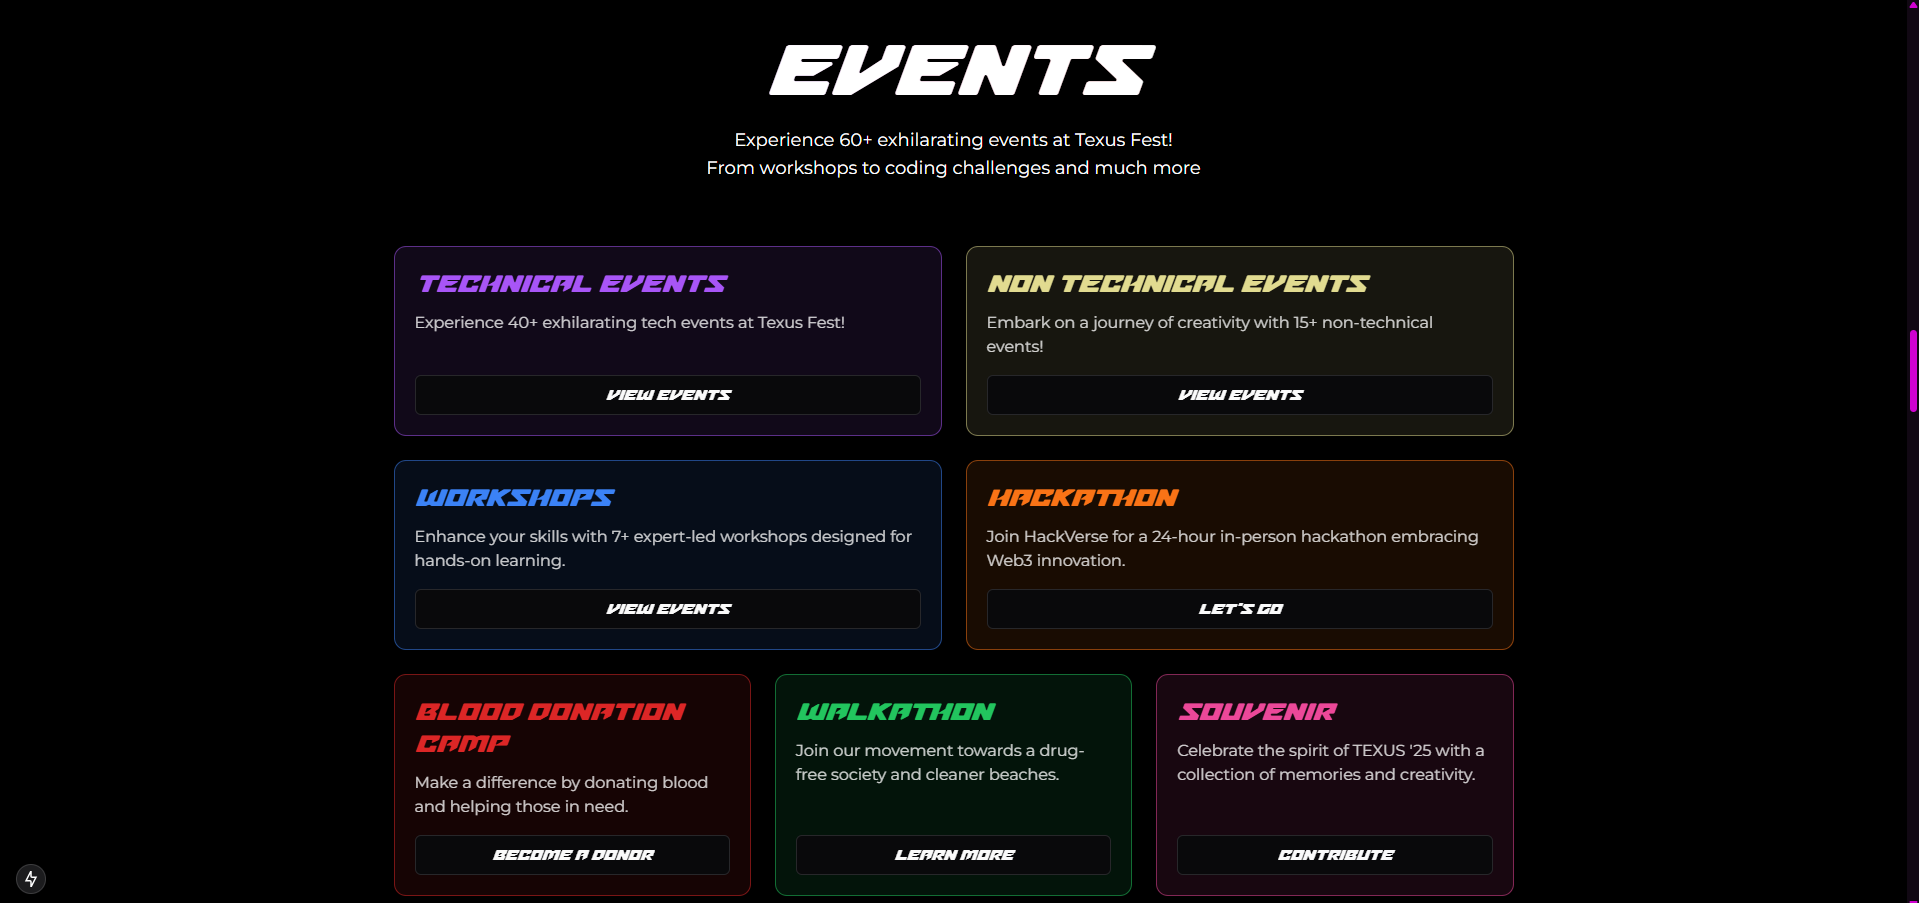 EVENTS
Experience 60+ exhilarating events at Texus Fest!
From workshops to coding challenges and much more
TECHNICAL EVENTS
Experience 40+ exhilarating tech events at Texus Fest!
VIEW EVENTS
NON TECHNICAL EVENTS
Embark on a journey of creativity with 15+ non-technical
events!
VIEW EVENTS
WORKSHOPS
Enhance your skills with 7+ expert-led workshops designed for
hands-on learning.
VIEW EVENTS
HACKATHON
Join HackVerse for a 24-hour in-person hackathon embracing
Web3 innovation.
LET'S GO
BLOOD DONATION
CAMP
Make a difference by donating blood
and helping those in need.
BECOME A DONOR
WALKATHON
Join our movement towards a drug-
free society and cleaner beaches.
LEARN MORE
SOUVENIR
Celebrate the spirit of TEXUS '25 with a
collection of memories and creativity.
CONTRIBUTE